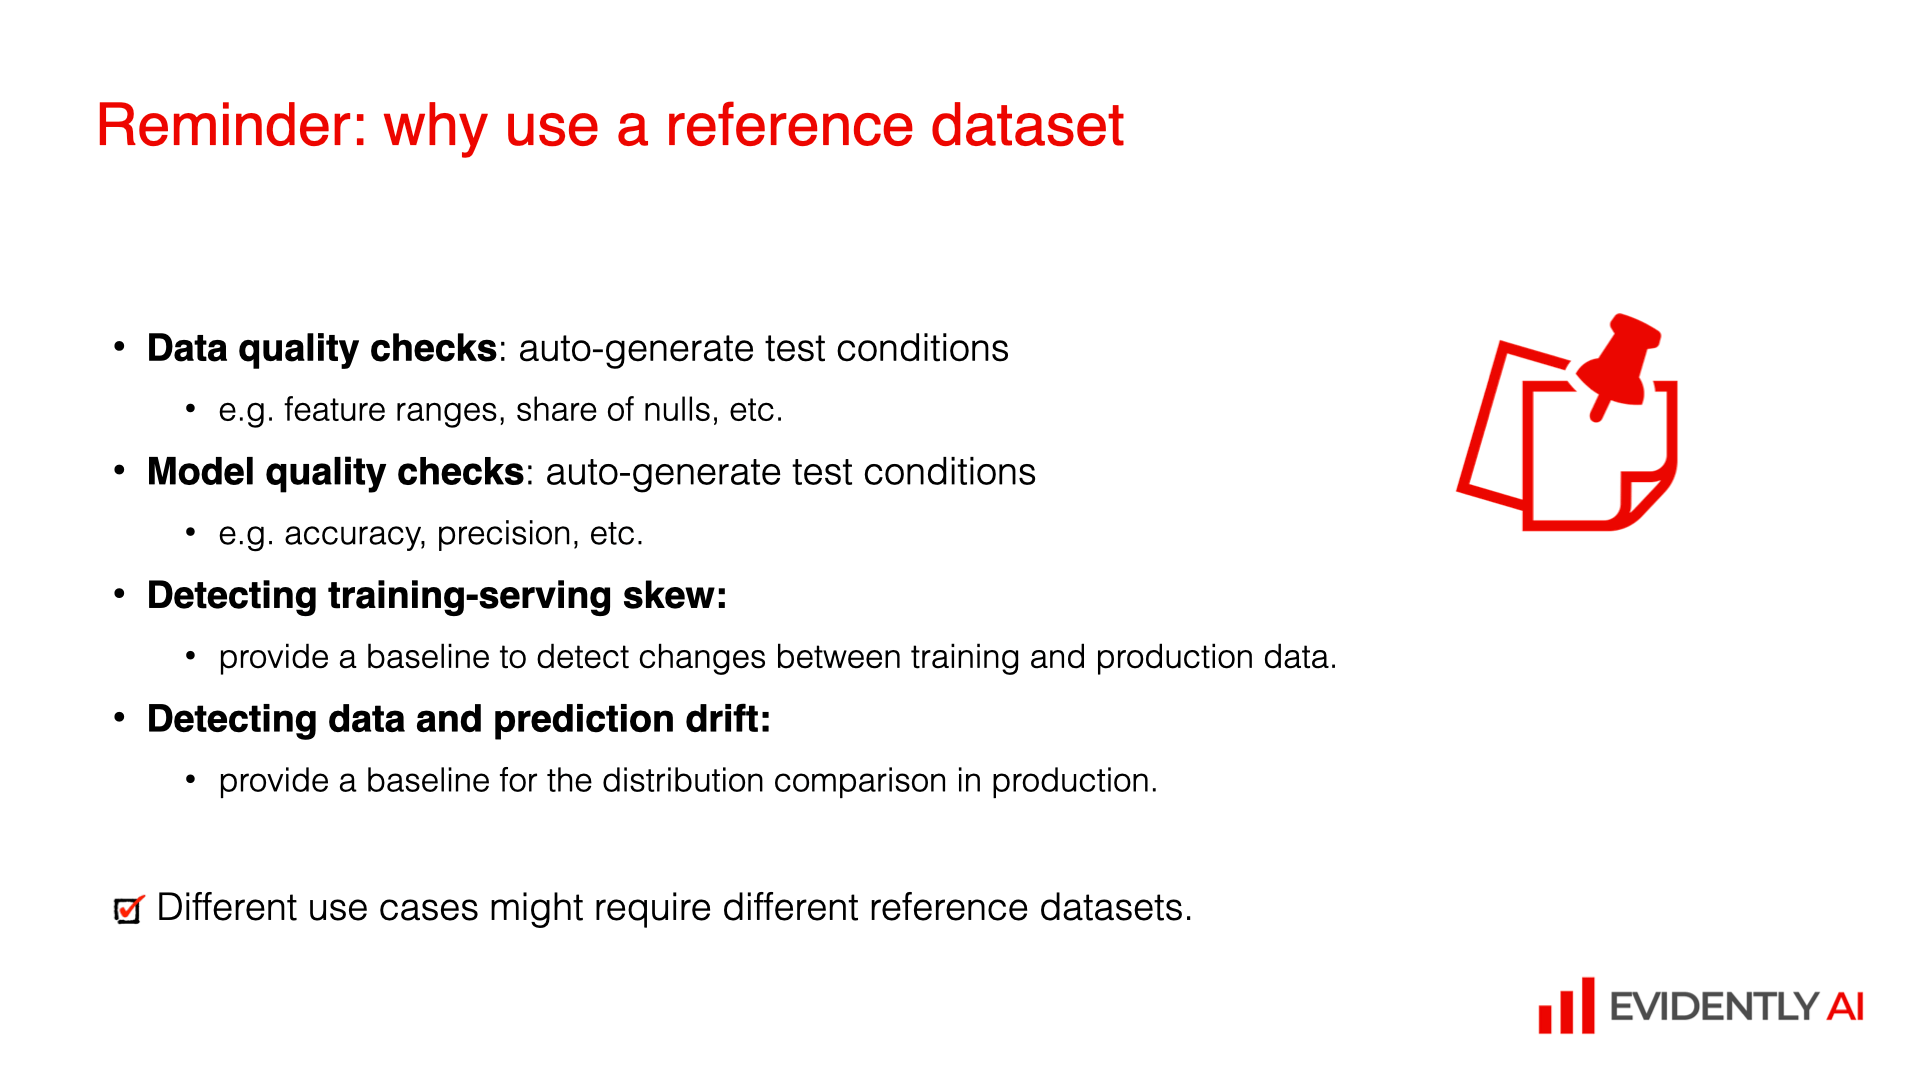 Reminder: why use a reference dataset
• Data quality checks: auto-generate test conditions
• e.g. feature ranges, share of nulls, etc.
• Model quality checks: auto-generate test conditions
• e.g. accuracy, precision, etc.
• Detecting training-serving skew:
• provide a baseline to detect changes between training and production data.
• Detecting data and prediction drift:
• provide a baseline for the distribution comparison in production.
Different use cases might require different reference datasets.
EVIDENTLY AI